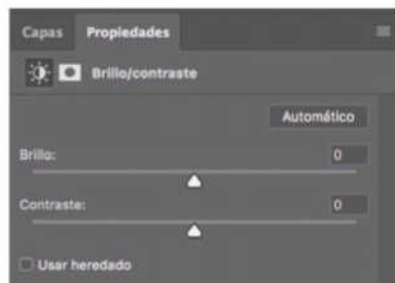 Capas Propiedades
Brillo/contraste
Automático
Brillo: 0
Contraste: 0
Usar heredado